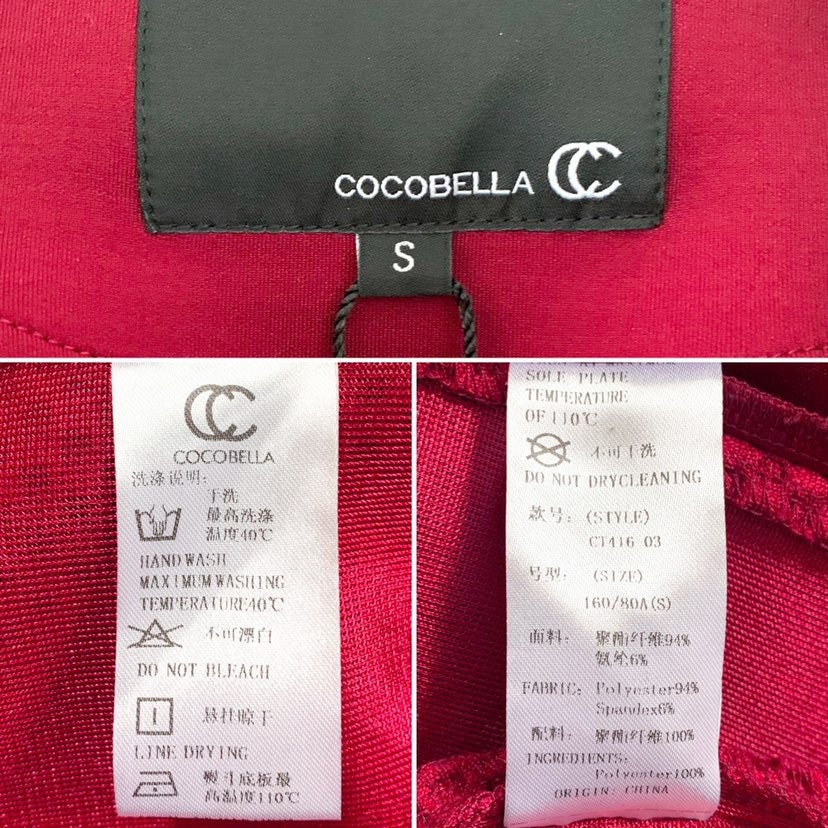 COCOBELLA
S
COCOBELLA
洗涤说明:
手洗
最高洗涤
温度40℃
HAND WASH
MAXIMUM WASHING
TEMPERATURE40℃
不可漂白
DO NOT BLEACH
悬挂晾干
LINE DRYING
熨斗底板最
高温度110℃
SOLE PLATE
TEMPERATURE
OF 110℃
不可干洗
DO NOT DRYCLEANING
款号: (STYLE)
CT416-03
号型: (SIZE)
160/80A(S)
面料: 聚酯纤维94%
氨纶6%
FABRIC: Polyester94%
Spandex6%
配料: 聚酯纤维100%
INGREDIENTS:
Polyester100%
ORIGIN: CHINA